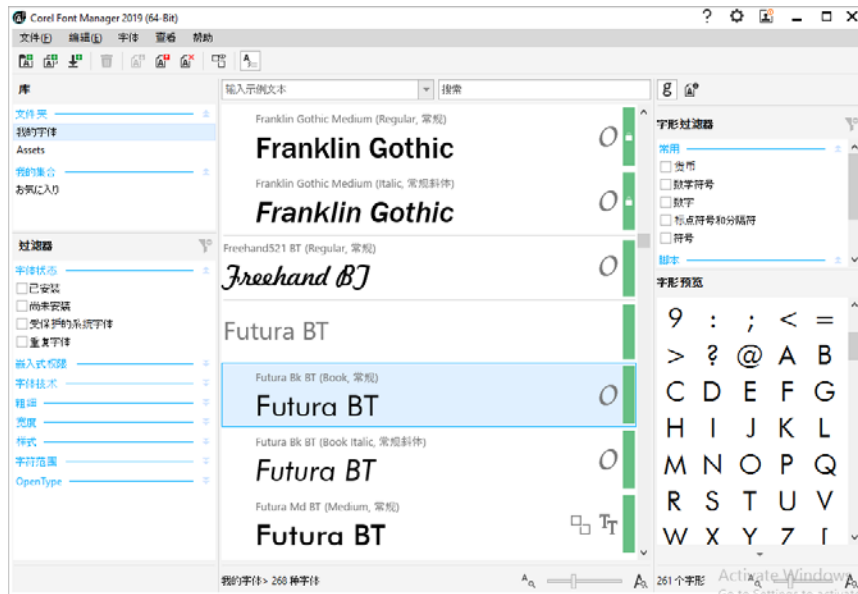 Corel Font Manager 2019 (64-Bit)
文件(F) 编辑(E) 字体 查看 帮助
库
文件夹
我的字体
Assets
我的集合
お気に入り
过滤器
字体状态
已安装
尚未安装
受保护的系统字体
重复字体
嵌入式权限
字体技术
粗细
宽度
样式
字符范围
OpenType
输入示例文本 搜索
Franklin Gothic Medium (Regular, 常规)
Franklin Gothic
Franklin Gothic Medium (Italic, 常规斜体)
Franklin Gothic
Freehand521 BT (Regular, 常规)
Freehand BT
Futura BT
Futura Bk BT (Book, 常规)
Futura BT
Futura Bk BT (Book Italic, 常规斜体)
Futura BT
Futura Md BT (Medium, 常规)
Futura BT
我的字体> 268 种字体
字形过滤器
常用
货币
数字符号
数字
标点符号和分隔符
符号
脚本
字形预览
9 : ; < =
> ? @ A B
C D E F G
H I J K L
M N O P Q
R S T U V
W X Y Z [
261 个字形
Activate Windows